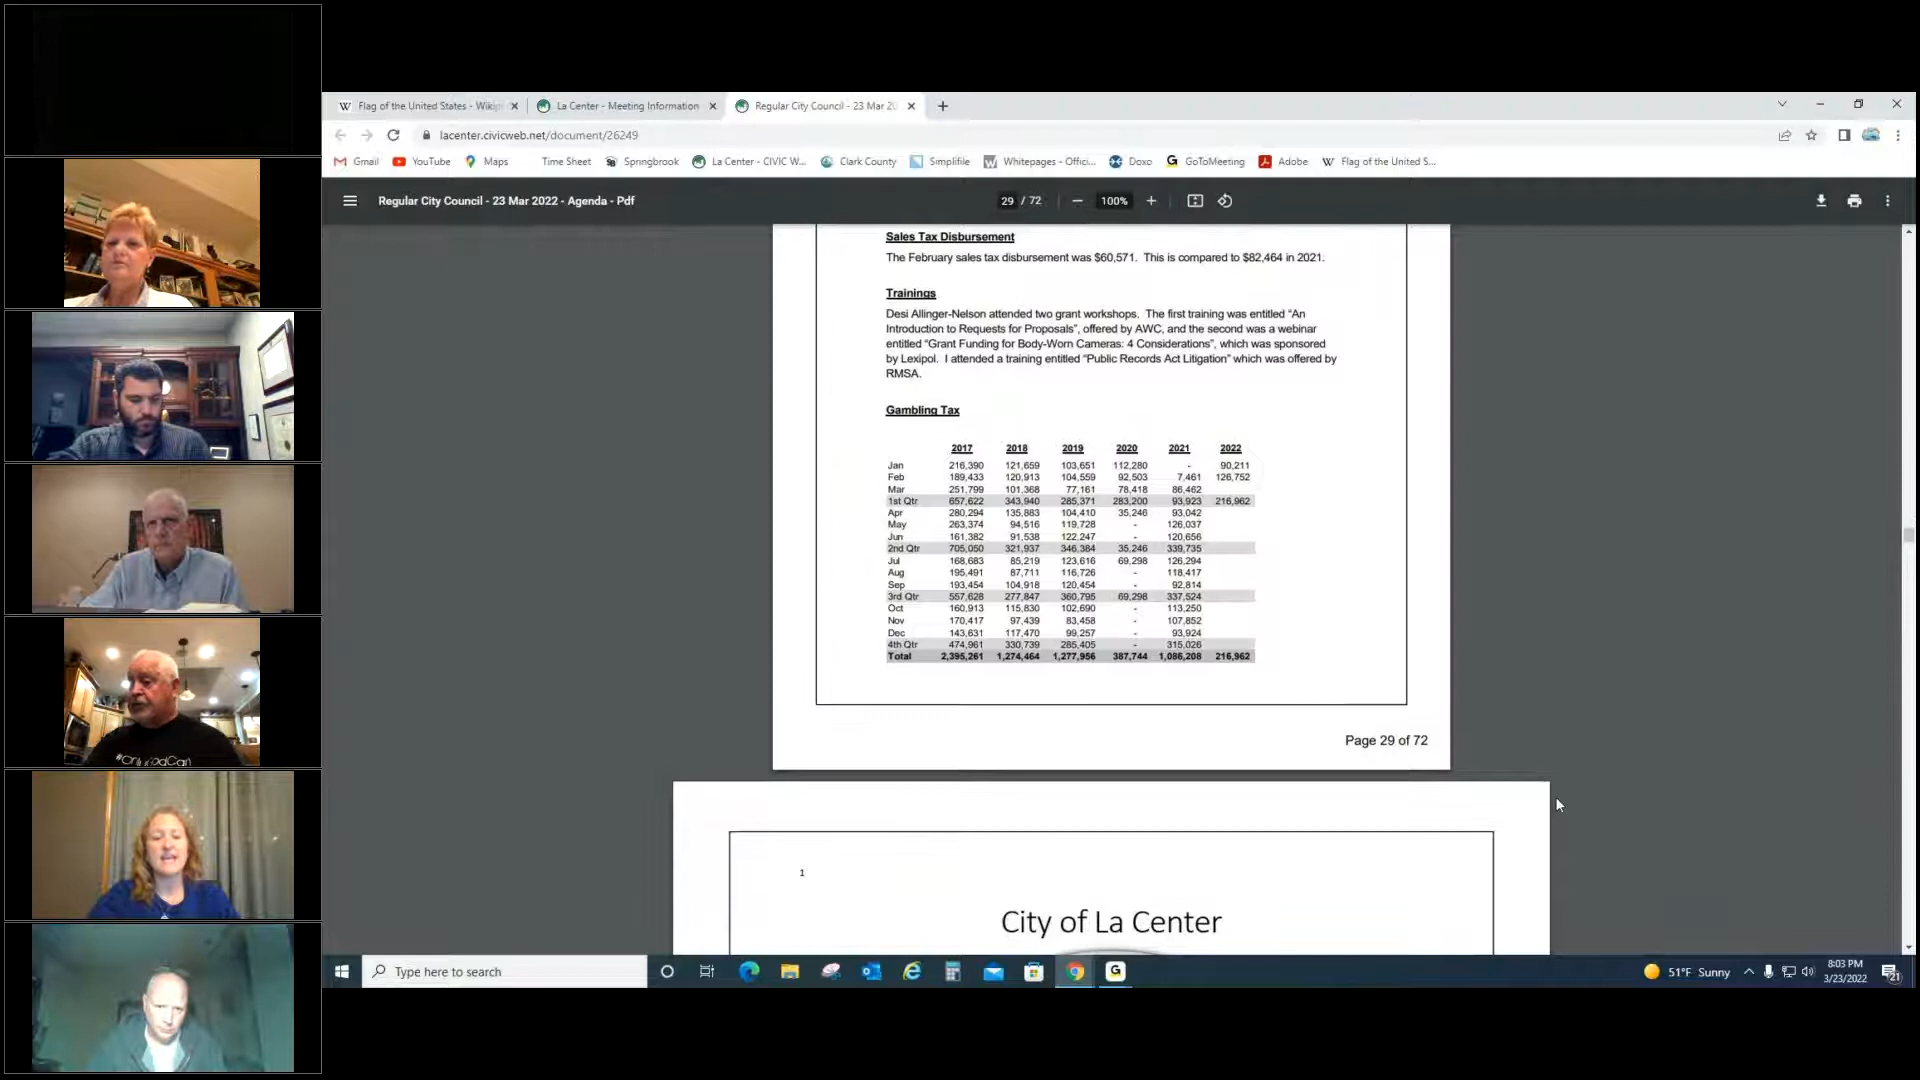 Flag of the United States - Wikip
La Center - Meeting Information
Regular City Council - 23 Mar 20
lacenter.civicweb.net/document/26249
Gmail YouTube Maps Time Sheet Springbrook La Center - CIVIC W... Clark County Simplifile Whitepages - Offici... Doxo GoToMeeting Adobe Flag of the United S...
Regular City Council - 23 Mar 2022 - Agenda - Pdf
29 / 72
100%
Sales Tax Disbursement
The February sales tax disbursement was $60,571. This is compared to $82,464 in 2021.
Trainings
Desi Allinger-Nelson attended two grant workshops. The first training was entitled “An
Introduction to Requests for Proposals”, offered by AWC, and the second was a webinar
entitled “Grant Funding for Body-Worn Cameras: 4 Considerations”, which was sponsored
by Lexipol. I attended a training entitled “Public Records Act Litigation” which was offered by
RMSA.
Gambling Tax
2017 2018 2019 2020 2021 2022
Jan 216,390 121,659 103,651 112,280 - 90,211
Feb 189,433 120,913 104,559 92,503 7,461 126,752
Mar 251,799 101,368 77,161 78,418 86,462
1st Qtr 657,622 343,940 285,371 283,200 93,923 216,962
Apr 280,294 135,883 104,410 35,246 93,042
May 263,374 94,516 119,728 - 126,037
Jun 161,382 91,538 122,247 - 120,656
2nd Qtr 705,050 321,937 346,384 35,246 339,735
Jul 168,683 85,219 123,616 69,298 126,294
Aug 195,491 87,711 116,726 - 118,417
Sep 193,454 104,918 120,454 - 92,814
3rd Qtr 557,628 277,847 360,795 69,298 337,524
Oct 160,913 115,830 102,690 - 113,250
Nov 170,417 97,439 83,458 - 107,852
Dec 143,631 117,470 99,257 - 93,924
4th Qtr 474,961 330,739 285,405 - 315,026
Total 2,395,261 1,274,464 1,277,956 387,744 1,086,208 216,962
Page 29 of 72
1
City of La Center
Type here to search
51°F Sunny
8:03 PM
3/23/2022
21